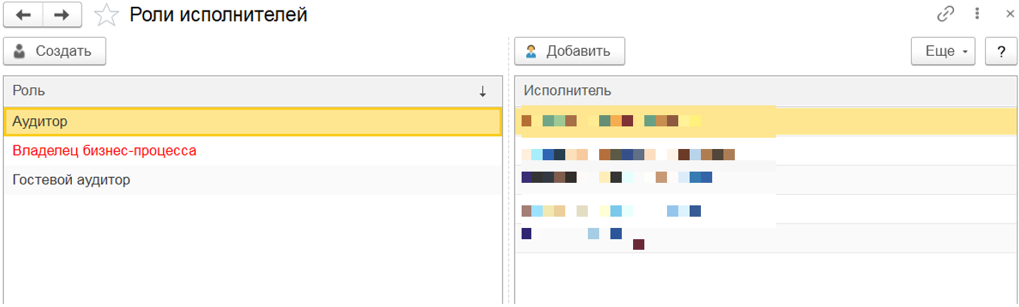 Роли исполнителей
Создать
Добавить
Еще
?
Роль
Исполнитель
Аудитор
Владелец бизнес-процесса
Гостевой аудитор